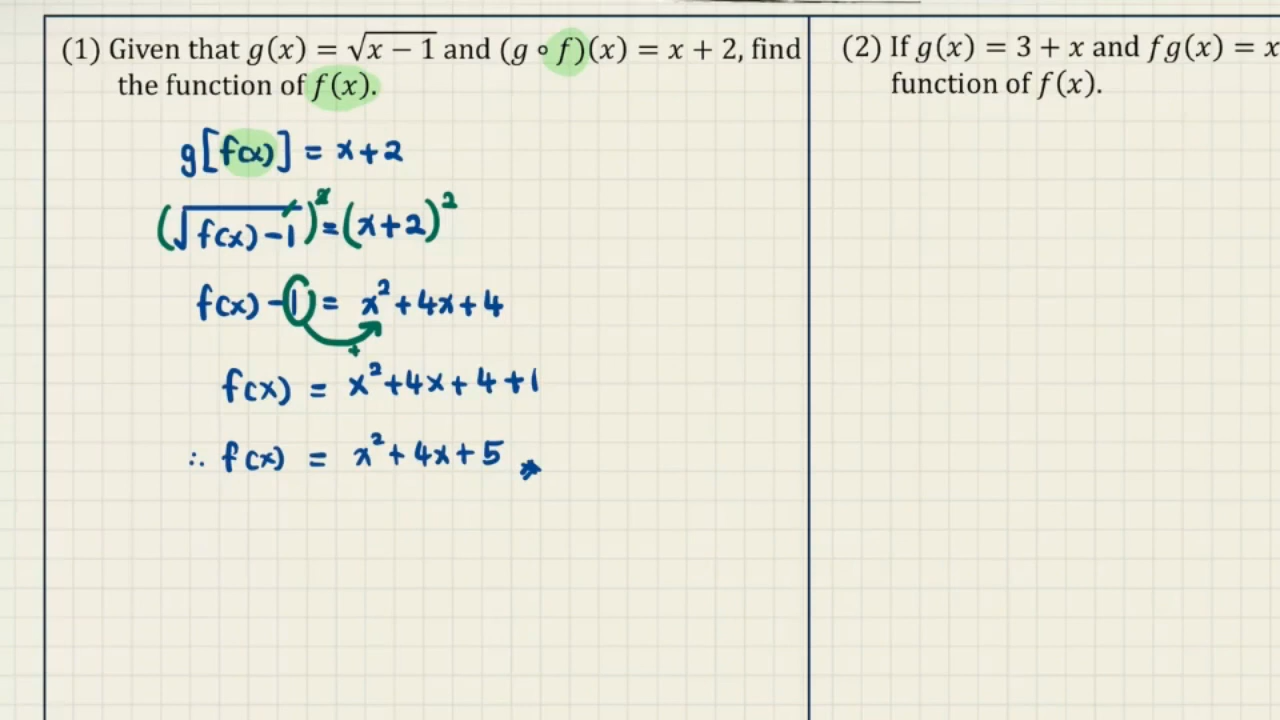 (1) Given that g(x) = √(x − 1) and (g ∘ f)(x) = x + 2, find
the function of f(x).
g[f(x)] = x+2
(√(f(x)−1))² = (x+2)²
f(x) −1 = x²+4x+4
+
f(x) = x²+4x+4+1
∴ f(x) = x²+4x+5
(2) If g(x) = 3 + x and fg(x) = x
function of f(x).